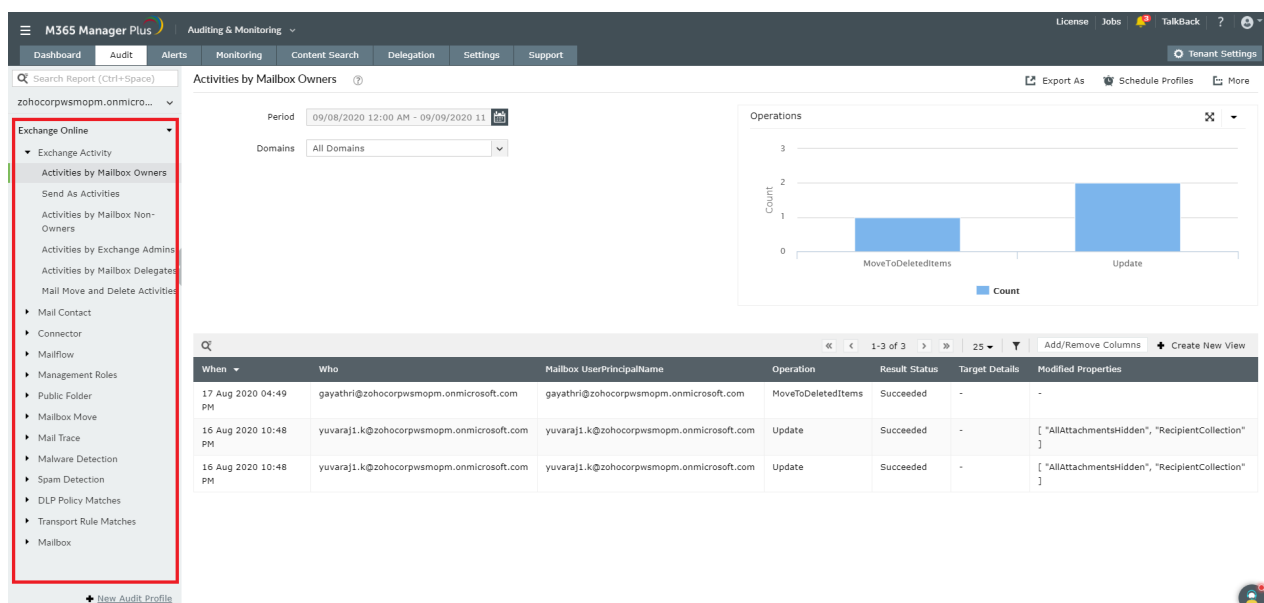 M365 Manager Plus
Auditing & Monitoring
License Jobs 3 TalkBack ?
Dashboard Audit Alerts Monitoring Content Search Delegation Settings Support
Tenant Settings
Search Report (Ctrl+Space)
zohocorpwsmopm.onmicro...
Exchange Online
Exchange Activity
Activities by Mailbox Owners
Send As Activities
Activities by Mailbox Non-
Owners
Activities by Exchange Admins
Activities by Mailbox Delegates
Mail Move and Delete Activities
Mail Contact
Connector
Mailflow
Management Roles
Public Folder
Mailbox Move
Mail Trace
Malware Detection
Spam Detection
DLP Policy Matches
Transport Rule Matches
Mailbox
New Audit Profile
Activities by Mailbox Owners ?
Export As Schedule Profiles More
Period 09/08/2020 12:00 AM - 09/09/2020 11
Domains All Domains
Operations
3
2
1
0
Count
MoveToDeletedItems Update
Count
1-3 of 3 25 Add/Remove Columns Create New View
When Who Mailbox UserPrincipalName Operation Result Status Target Details Modified Properties
17 Aug 2020 04:49 gayathri@zohocorpwsmopm.onmicrosoft.com gayathri@zohocorpwsmopm.onmicrosoft.com MoveToDeletedItems Succeeded - -
PM
16 Aug 2020 10:48 yuvaraj1.k@zohocorpwsmopm.onmicrosoft.com yuvaraj1.k@zohocorpwsmopm.onmicrosoft.com Update Succeeded - [ "AllAttachmentsHidden", "RecipientCollection"
PM ]
16 Aug 2020 10:48 yuvaraj1.k@zohocorpwsmopm.onmicrosoft.com yuvaraj1.k@zohocorpwsmopm.onmicrosoft.com Update Succeeded - [ "AllAttachmentsHidden", "RecipientCollection"
PM ]